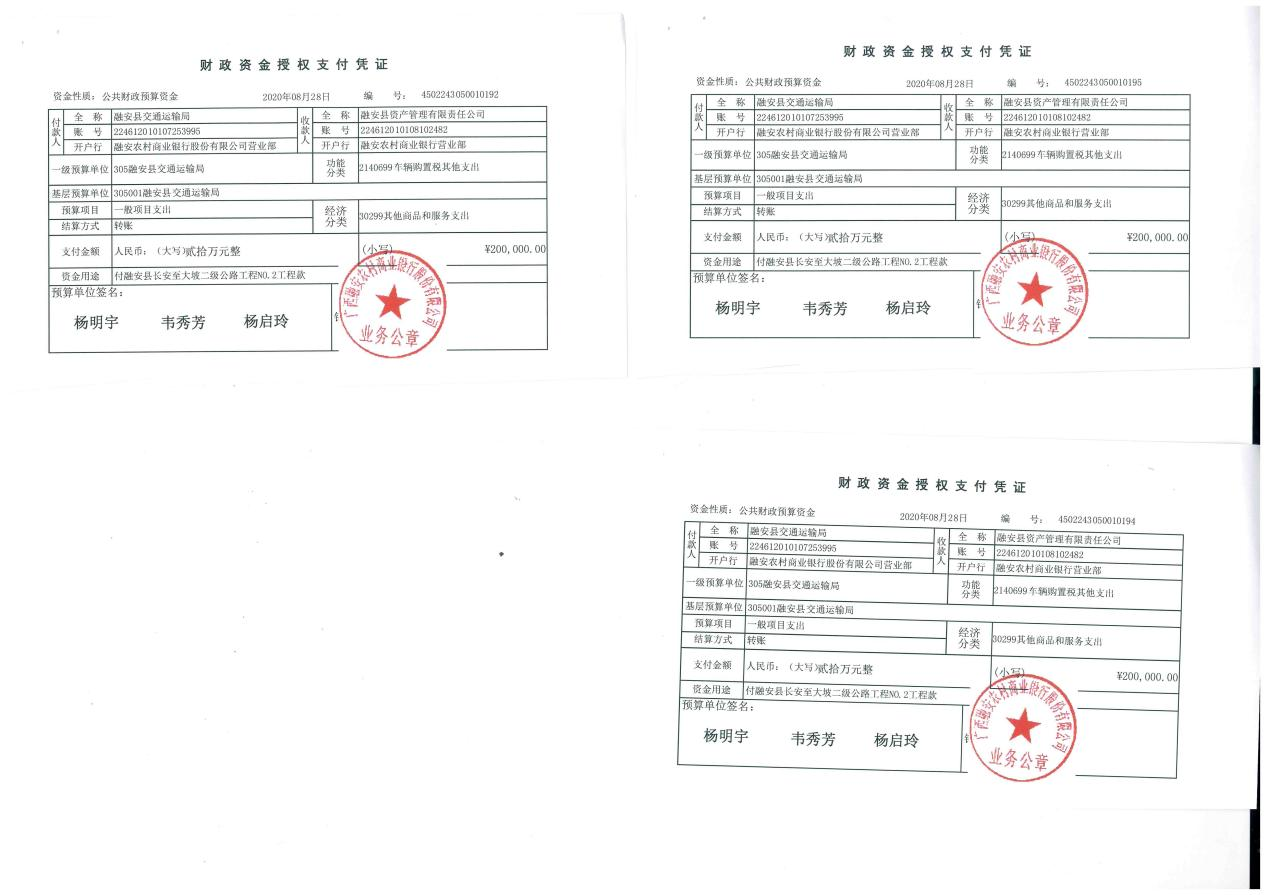 财政资金授权支付凭证
资金性质：公共财政预算资金 2020年08月28日 编 号： 4502243050010192
付款人 全 称 融安县交通运输局 收款人 全 称 融安县资产管理有限责任公司
账 号 224612010107253995 账 号 224612010108102482
开户行 融安农村商业银行股份有限公司营业部 开户行 融安农村商业银行营业部
一级预算单位 305融安县交通运输局 功能分类 2140699车辆购置税其他支出
基层预算单位 305001融安县交通运输局
预算项目 一般项目支出 经济分类 30299其他商品和服务支出
结算方式 转账
支付金额 人民币：（大写）贰拾万元整 (小写) ¥200,000.00
资金用途 付融安县长安至大坡二级公路工程NO.2工程款
预算单位签名：
杨明宇 韦秀芳 杨启玲
广西融安农村商业银行股份有限公司
业务公章
财政资金授权支付凭证
资金性质：公共财政预算资金 2020年08月28日 编 号： 4502243050010195
付款人 全 称 融安县交通运输局 收款人 全 称 融安县资产管理有限责任公司
账 号 224612010107253995 账 号 224612010108102482
开户行 融安农村商业银行股份有限公司营业部 开户行 融安农村商业银行营业部
一级预算单位 305融安县交通运输局 功能分类 2140699车辆购置税其他支出
基层预算单位 305001融安县交通运输局
预算项目 一般项目支出 经济分类 30299其他商品和服务支出
结算方式 转账
支付金额 人民币：（大写）贰拾万元整 (小写) ¥200,000.00
资金用途 付融安县长安至大坡二级公路工程NO.2工程款
预算单位签名：
杨明宇 韦秀芳 杨启玲
广西融安农村商业银行股份有限公司
业务公章
财政资金授权支付凭证
资金性质：公共财政预算资金 2020年08月28日 编 号： 4502243050010194
付款人 全 称 融安县交通运输局 收款人 全 称 融安县资产管理有限责任公司
账 号 224612010107253995 账 号 224612010108102482
开户行 融安农村商业银行股份有限公司营业部 开户行 融安农村商业银行营业部
一级预算单位 305融安县交通运输局 功能分类 2140699车辆购置税其他支出
基层预算单位 305001融安县交通运输局
预算项目 一般项目支出 经济分类 30299其他商品和服务支出
结算方式 转账
支付金额 人民币：（大写）贰拾万元整 (小写) ¥200,000.00
资金用途 付融安县长安至大坡二级公路工程NO.2工程款
预算单位签名：
杨明宇 韦秀芳 杨启玲
广西融安农村商业银行股份有限公司
业务公章